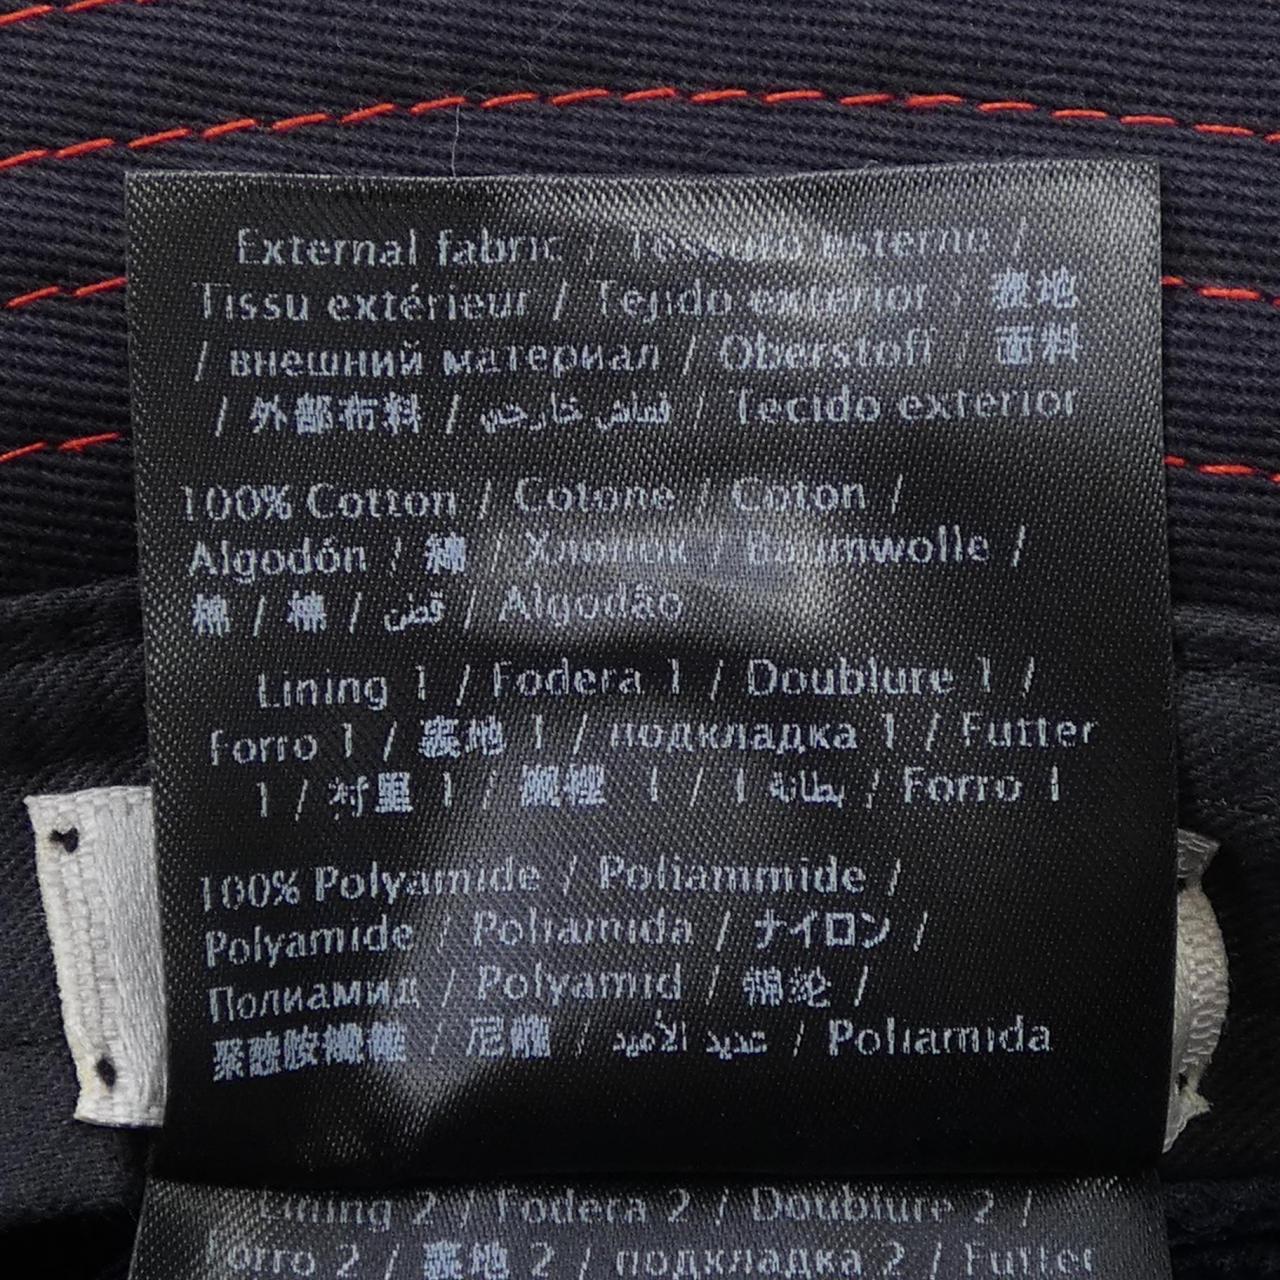 External fabric / Tessuto esterno /
Tissu extérieur / Tejido exterior / 表地
/ внешний материал / Oberstoff / 面料
/ 外部布料 / قماش خارجي / Tecido exterior
100% Cotton / Cotone / Coton /
Algodón / 綿 / Хлопок / Baumwolle /
棉 / 棉 / قطن / Algodão
Lining 1 / Fodera 1 / Doublure 1 /
Forro 1 / 裏地 1 / подкладка 1 / Futter
1 / 衬里 1 / 襯裡 1 / 1 بطانة / Forro 1
100% Polyamide / Poliammide /
Polyamide / Poliamida / ナイロン /
Полиамид / Polyamid / 锦纶 /
聚醯胺纖維 / 尼龍 / عديد الأميد / Poliamida
Lining 2 / Fodera 2 / Doublure 2 /
Forro 2 / 裏地 2 / подкладка 2 / Futter